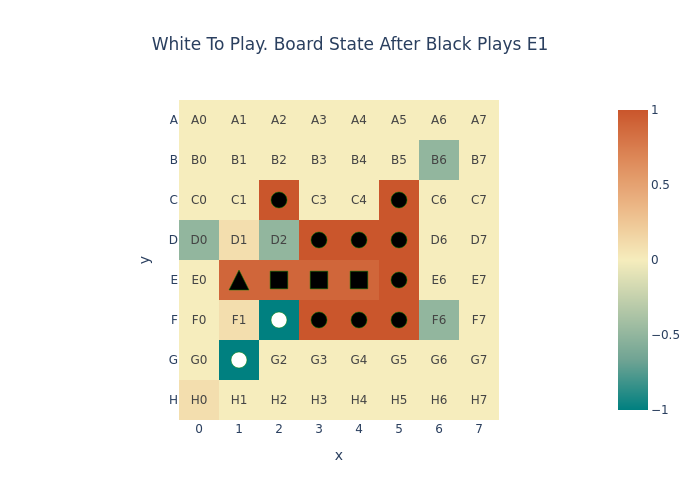 White To Play. Board State After Black Plays E1
A A0 A1 A2 A3 A4 A5 A6 A7 1
B B0 B1 B2 B3 B4 B5 B6 B7
C C0 C1 C3 C4 C6 C7 0.5
D D0 D1 D2 D6 D7
y 0
E E0 E6 E7
F F0 F1 F6 F7 −0.5
G G0 G2 G3 G4 G5 G6 G7
H H0 H1 H2 H3 H4 H5 H6 H7 −1
0 1 2 3 4 5 6 7
x